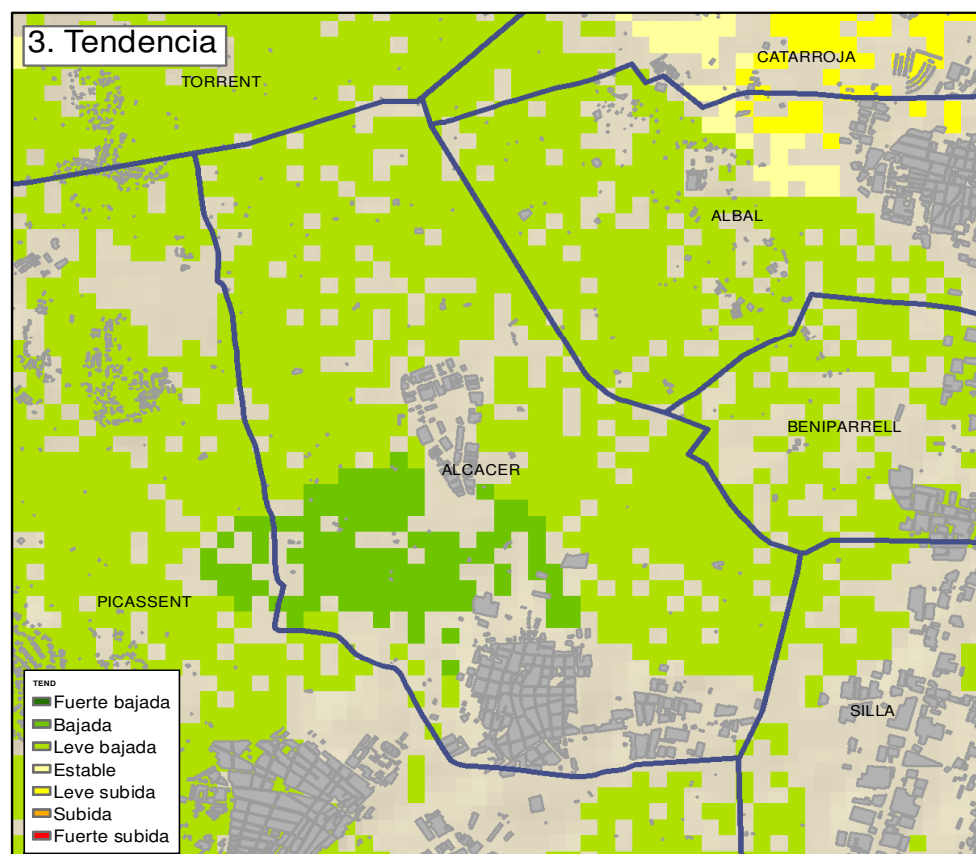 3. Tendencia
TORRENT
CATARROJA
ALBAL
BENIPARRELL
ALCACER
PICASSENT
SILLA
TEND
Fuerte bajada
Bajada
Leve bajada
Estable
Leve subida
Subida
Fuerte subida